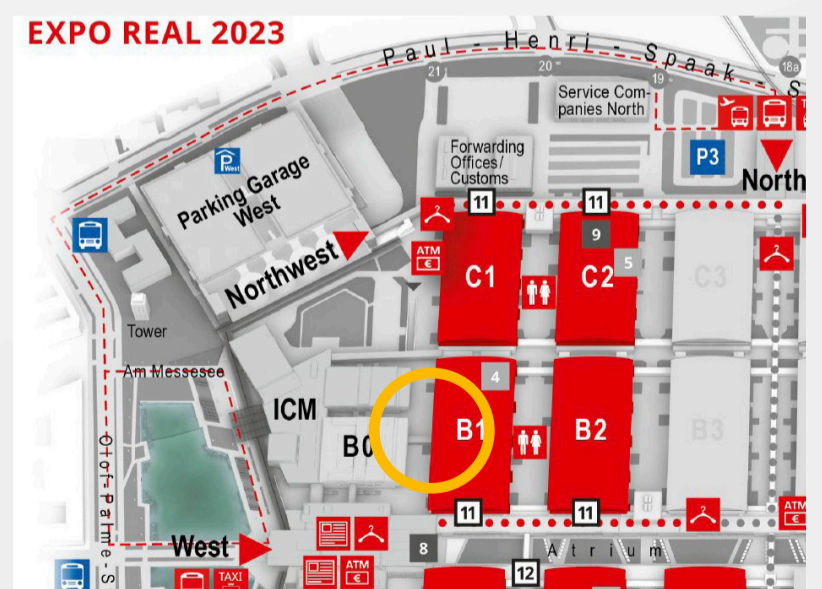 EXPO REAL 2023
Paul - Henri - Spaak - S
21
20
19
18a
Service Com-
panies North
P
West
Parking Garage
West
Forwarding
Offices/
Customs
P3
North
11
11
9
Northwest
ATM
€
C1
C2
5
C3
Tower
Am Messesee
4
ICM
B0
B1
B2
B3
Olof-Palme-S
11
11
ATM
€
West
8
Atrium
ATM
€
TAXI
12